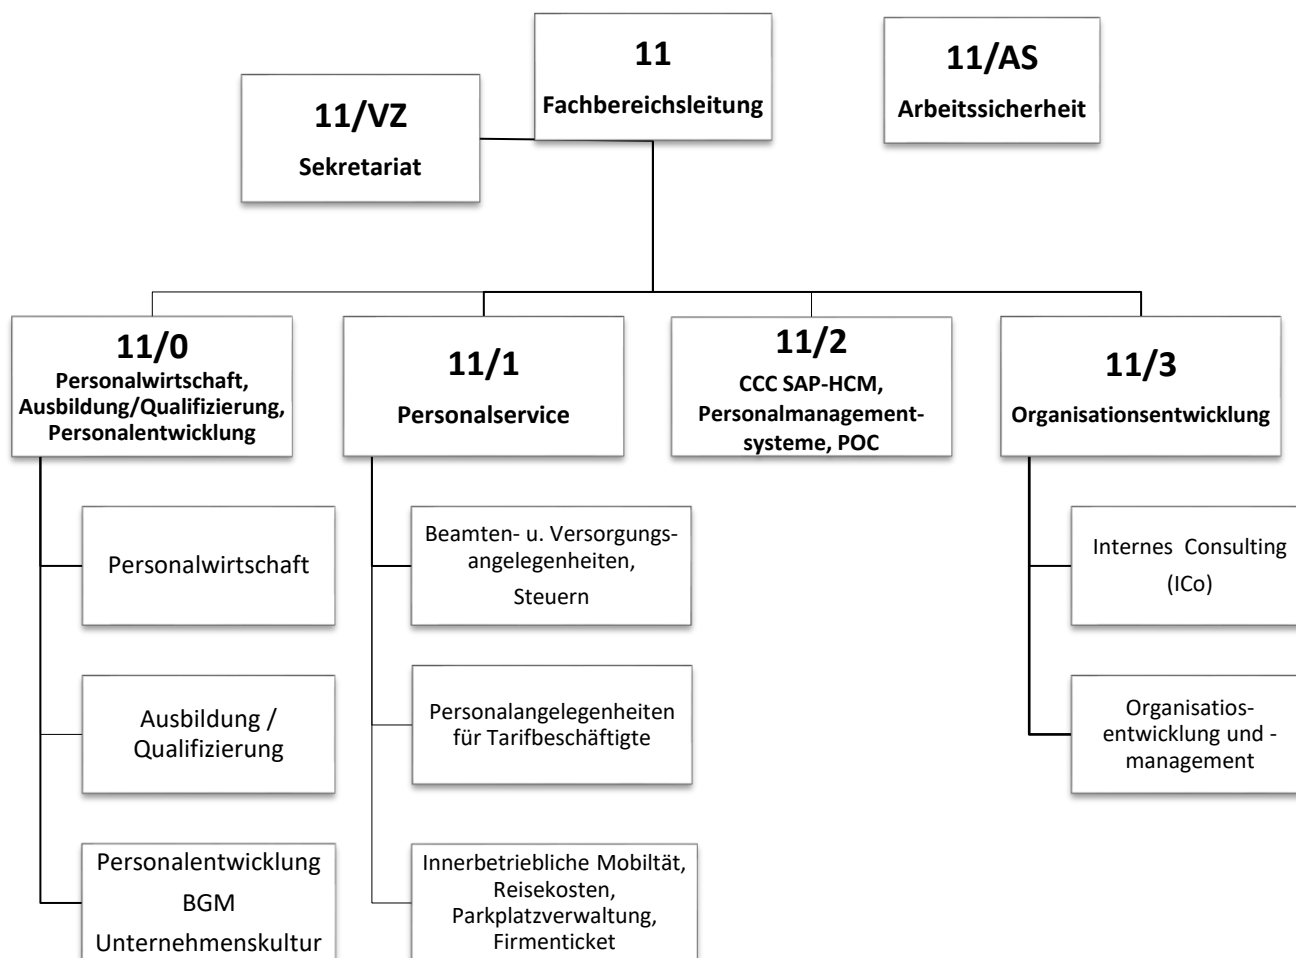 11
Fachbereichsleitung
11/AS
Arbeitssicherheit
11/VZ
Sekretariat
11/0
Personalwirtschaft,
Ausbildung/Qualifizierung,
Personalentwicklung
11/1
Personalservice
11/2
CCC SAP-HCM,
Personalmanagement-
systeme, POC
11/3
Organisationsentwicklung
Personalwirtschaft
Ausbildung /
Qualifizierung
Personalentwicklung
BGM
Unternehmenskultur
Beamten- u. Versorgungs-
angelegenheiten,
Steuern
Personalangelegenheiten
für Tarifbeschäftigte
Innerbetriebliche Mobiltät,
Reisekosten,
Parkplatzverwaltung,
Firmenticket
Internes Consulting
(ICo)
Organisatios-
entwicklung und -
management